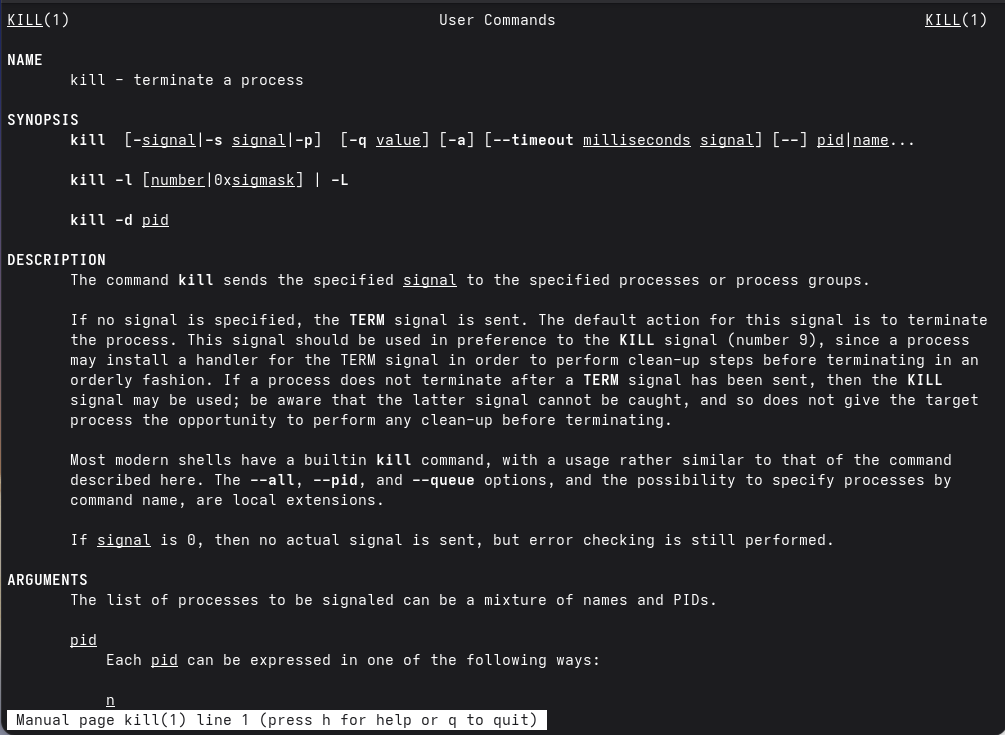 KILL(1) User Commands KILL(1)
NAME
kill - terminate a process
SYNOPSIS
kill [-signal|-s signal|-p] [-q value] [-a] [--timeout milliseconds signal] [--] pid|name...
kill -l [number|0xsigmask] | -L
kill -d pid
DESCRIPTION
The command kill sends the specified signal to the specified processes or process groups.
If no signal is specified, the TERM signal is sent. The default action for this signal is to terminate
the process. This signal should be used in preference to the KILL signal (number 9), since a process
may install a handler for the TERM signal in order to perform clean-up steps before terminating in an
orderly fashion. If a process does not terminate after a TERM signal has been sent, then the KILL
signal may be used; be aware that the latter signal cannot be caught, and so does not give the target
process the opportunity to perform any clean-up before terminating.
Most modern shells have a builtin kill command, with a usage rather similar to that of the command
described here. The --all, --pid, and --queue options, and the possibility to specify processes by
command name, are local extensions.
If signal is 0, then no actual signal is sent, but error checking is still performed.
ARGUMENTS
The list of processes to be signaled can be a mixture of names and PIDs.
pid
Each pid can be expressed in one of the following ways:
n
Manual page kill(1) line 1 (press h for help or q to quit)